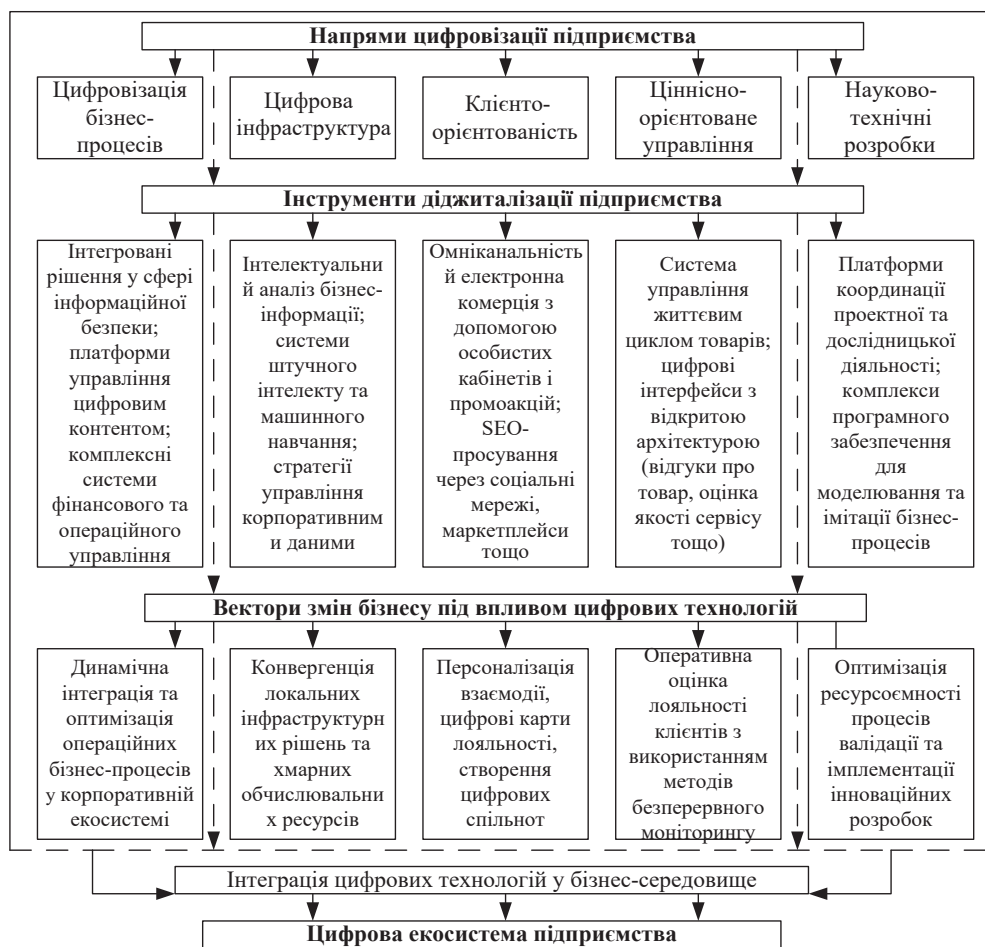 Напрями цифровізації підприємства
Цифровізація
бізнес-
процесів
Цифрова
інфраструктура
Клієнто-
орієнтованість
Ціннісно-
орієнтоване
управління
Науково-
технічні
розробки
Інструменти діджиталізації підприємства
Інтегровані
рішення у сфері
інформаційної
безпеки;
платформи
управління
цифровим
контентом;
комплексні
системи
фінансового та
операційного
управління
Інтелектуальни
й аналіз бізнес-
інформації;
системи
штучного
інтелекту та
машинного
навчання;
стратегії
управління
корпоративним
и даними
Омніканальність
й електронна
комерція з
допомогою
особистих
кабінетів і
промоакцій;
SEO-
просування
через соціальні
мережі,
маркетплейси
тощо
Система
управління
життєвим
циклом товарів;
цифрові
інтерфейси з
відкритою
архітектурою
(відгуки про
товар, оцінка
якості сервісу
тощо)
Платформи
координації
проектної та
дослідницької
діяльності;
комплекси
програмного
забезпечення
для
моделювання та
імітації бізнес-
процесів
Вектори змін бізнесу під впливом цифрових технологій
Динамічна
інтеграція та
оптимізація
операційних
бізнес-процесів
у корпоративній
екосистемі
Конвергенція
локальних
інфраструктурн
их рішень та
хмарних
обчислювальни
х ресурсів
Персоналізація
взаємодії,
цифрові карти
лояльності,
створення
цифрових
спільнот
Оперативна
оцінка
лояльності
клієнтів з
використанням
методів
безперервного
моніторингу
Оптимізація
ресурсоємності
процесів
валідації та
імплементації
інноваційних
розробок
Інтеграція цифрових технологій у бізнес-середовище
Цифрова екосистема підприємства